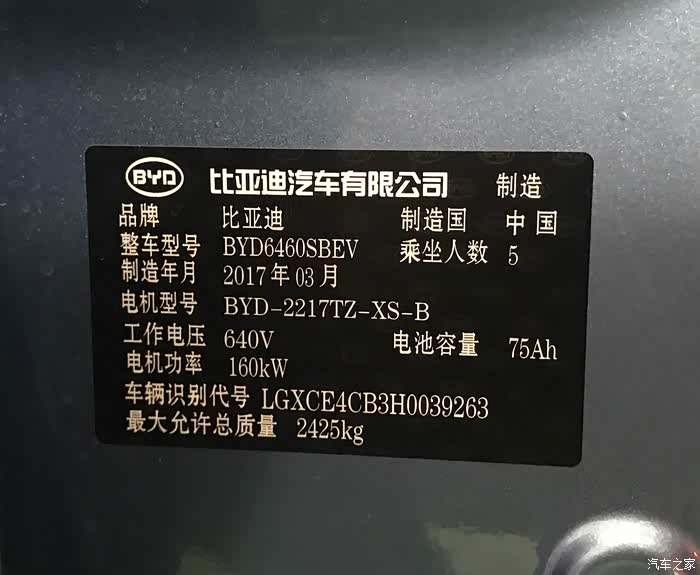 BYD 比亚迪汽车有限公司 制造
品牌 比亚迪 制造国 中国
整车型号 BYD6460SBEV 乘坐人数 5
制造年月 2017年03月
电机型号 BYD-2217TZ-XS-B
工作电压 640V 电池容量 75Ah
电机功率 160kW
车辆识别代号 LGXCE4CB3H0039263
最大允许总质量 2425kg
汽车之家